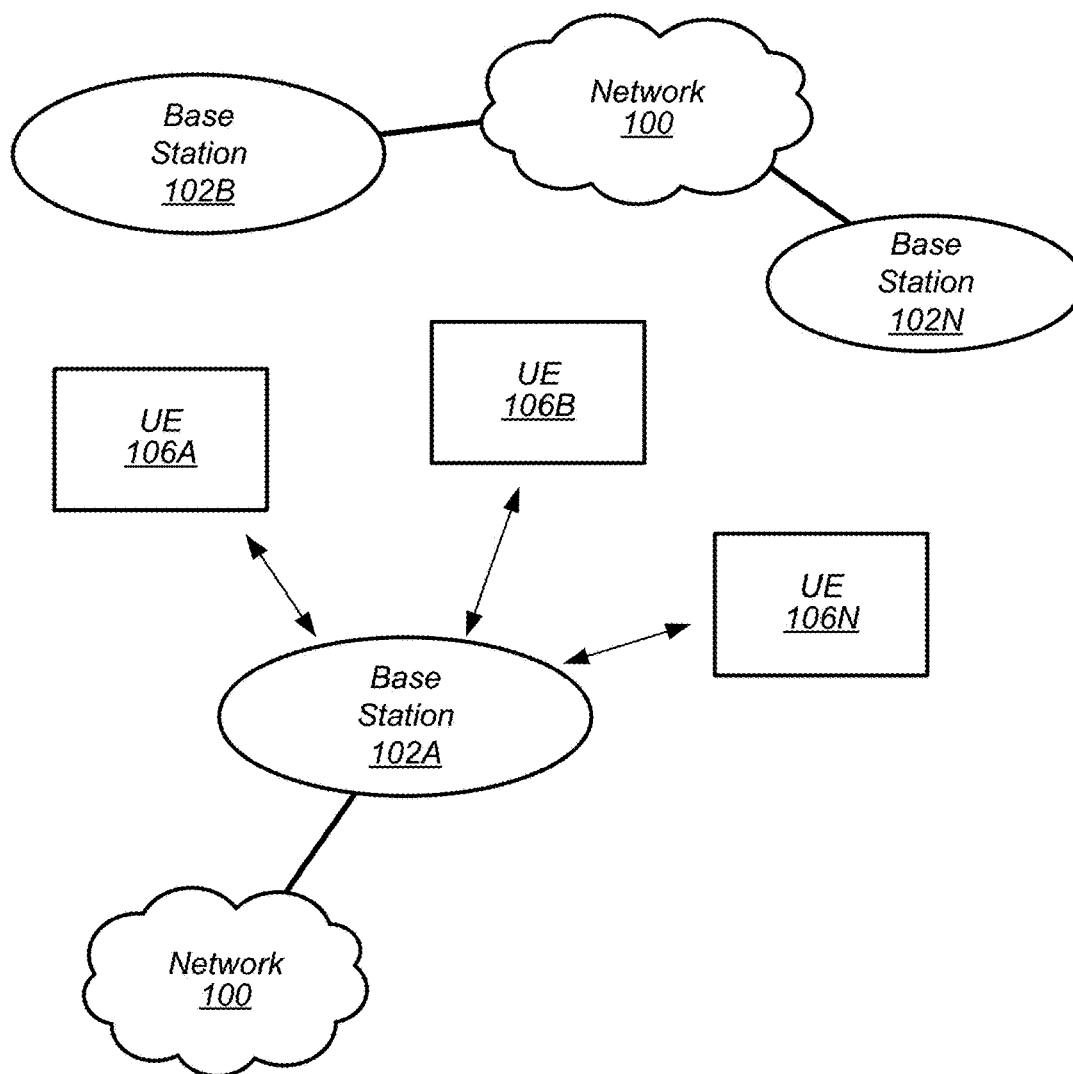 Network
100
Base
Station
102B
Base
Station
102N
UE
106B
UE
106A
UE
106N
Base
Station
102A
Network
100